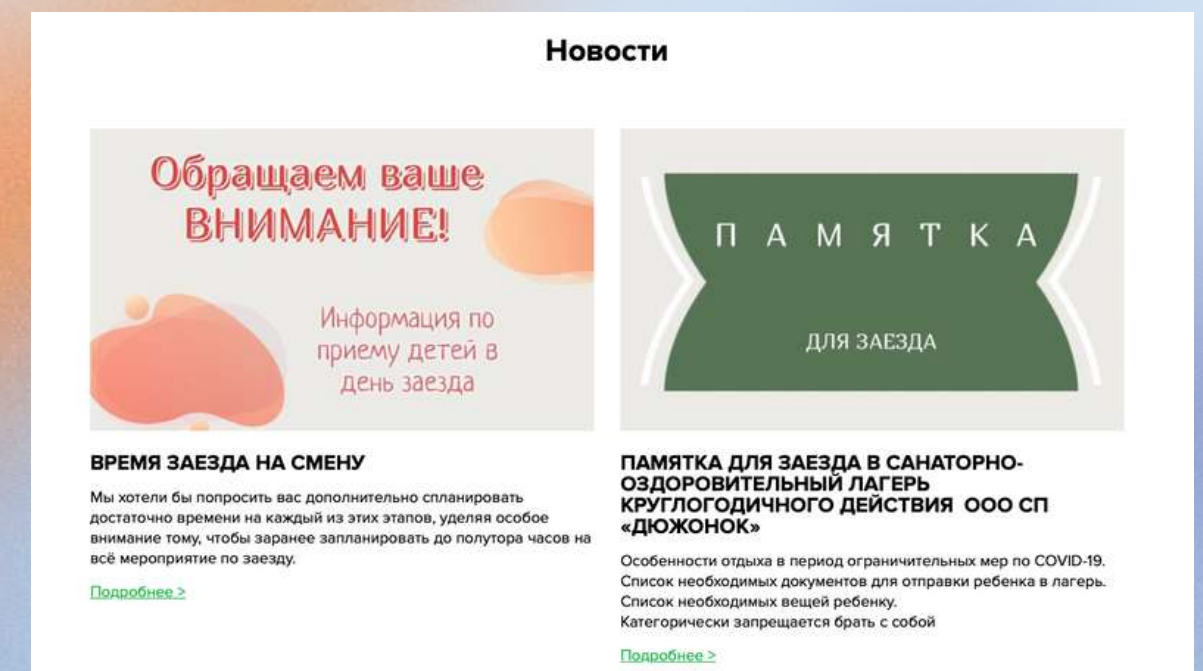 Новости
Обращаем ваше
ВНИМАНИЕ!
Информация по
приему детей в
день заезда
ВРЕМЯ ЗАЕЗДА НА СМЕНУ
Мы хотели бы попросить вас дополнительно спланировать
достаточно времени на каждый из этих этапов, уделяя особое
внимание тому, чтобы заранее запланировать до полутора часов на
всё мероприятие по заезду.
Подробнее >
ПАМЯТКА
ДЛЯ ЗАЕЗДА
ПАМЯТКА ДЛЯ ЗАЕЗДА В САНАТОРНО-
ОЗДОРОВИТЕЛЬНЫЙ ЛАГЕРЬ
КРУГЛОГОДИЧНОГО ДЕЙСТВИЯ ООО СП
«ДЮЖОНОК»
Особенности отдыха в период ограничительных мер по COVID-19.
Список необходимых документов для отправки ребенка в лагерь.
Список необходимых вещей ребенку.
Категорически запрещается брать с собой
Подробнее >